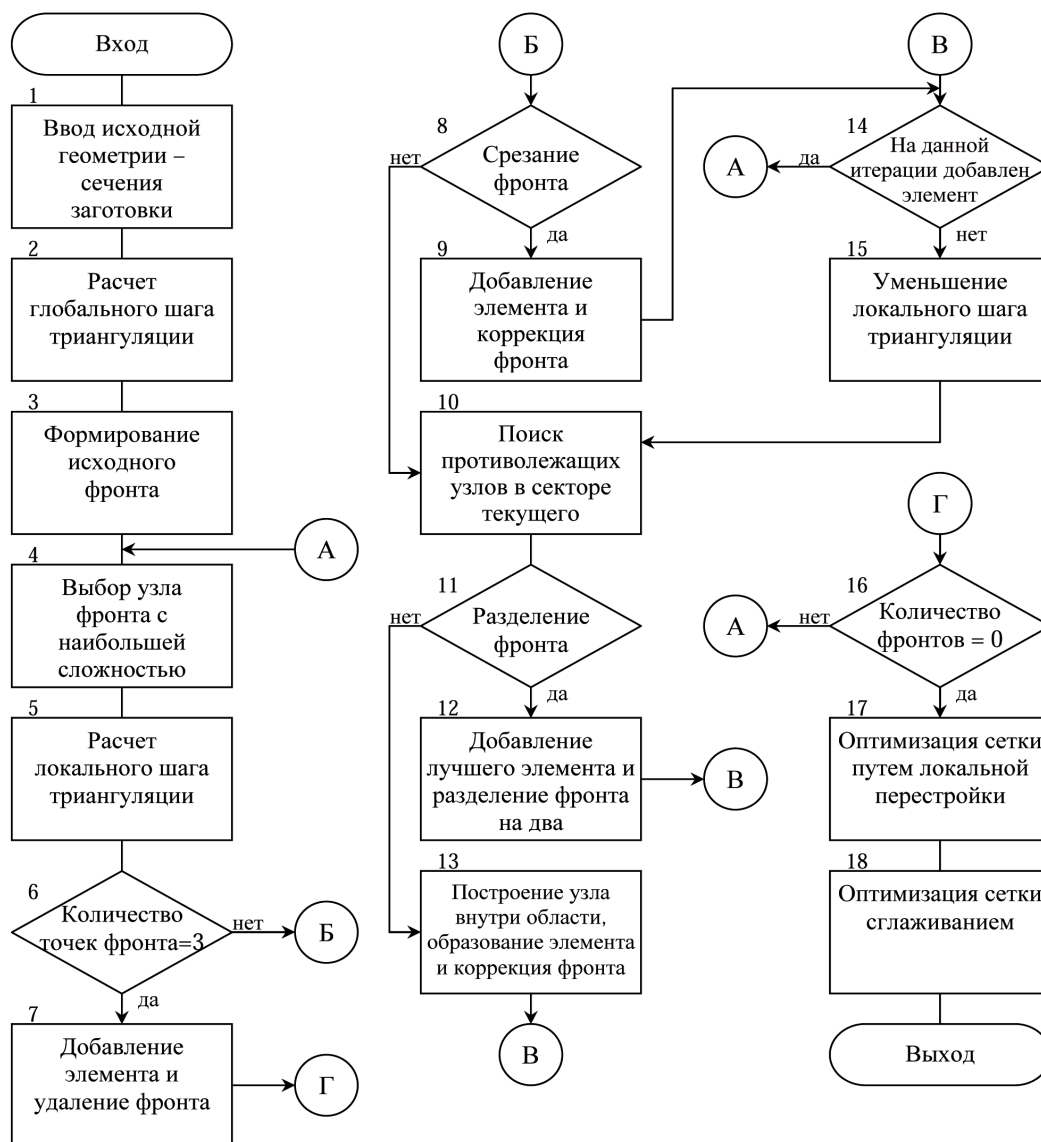 Вход
1
Ввод исходной
геометрии –
сечения
заготовки
2
Расчет
глобального шага
триангуляции
3
Формирование
исходного
фронта
А
4
Выбор узла
фронта с
наибольшей
сложностью
5
Расчет
локального шага
триангуляции
6
Количество
точек фронта=3
нет
Б
да
7
Добавление
элемента и
удаление фронта
Г
Б
8
Срезание
фронта
нет
да
9
Добавление
элемента и
коррекция
фронта
10
Поиск
противолежащих
узлов в секторе
текущего
11
Разделение
фронта
нет
да
12
Добавление
лучшего элемента и
разделение фронта
на два
В
13
Построение узла
внутри области,
образование элемента
и коррекция фронта
В
В
14
На данной
итерации добавлен
элемент
да
А
нет
15
Уменьшение
локального шага
триангуляции
Г
16
Количество
фронтов = 0
нет
А
да
17
Оптимизация сетки
путем локальной
перестройки
18
Оптимизация сетки
сглаживанием
Выход